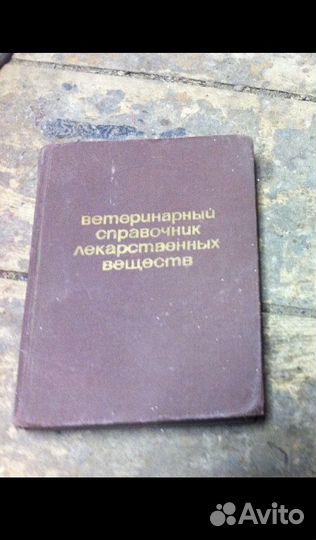 ветеринарный
справочник
лекарственных
веществ
Avito